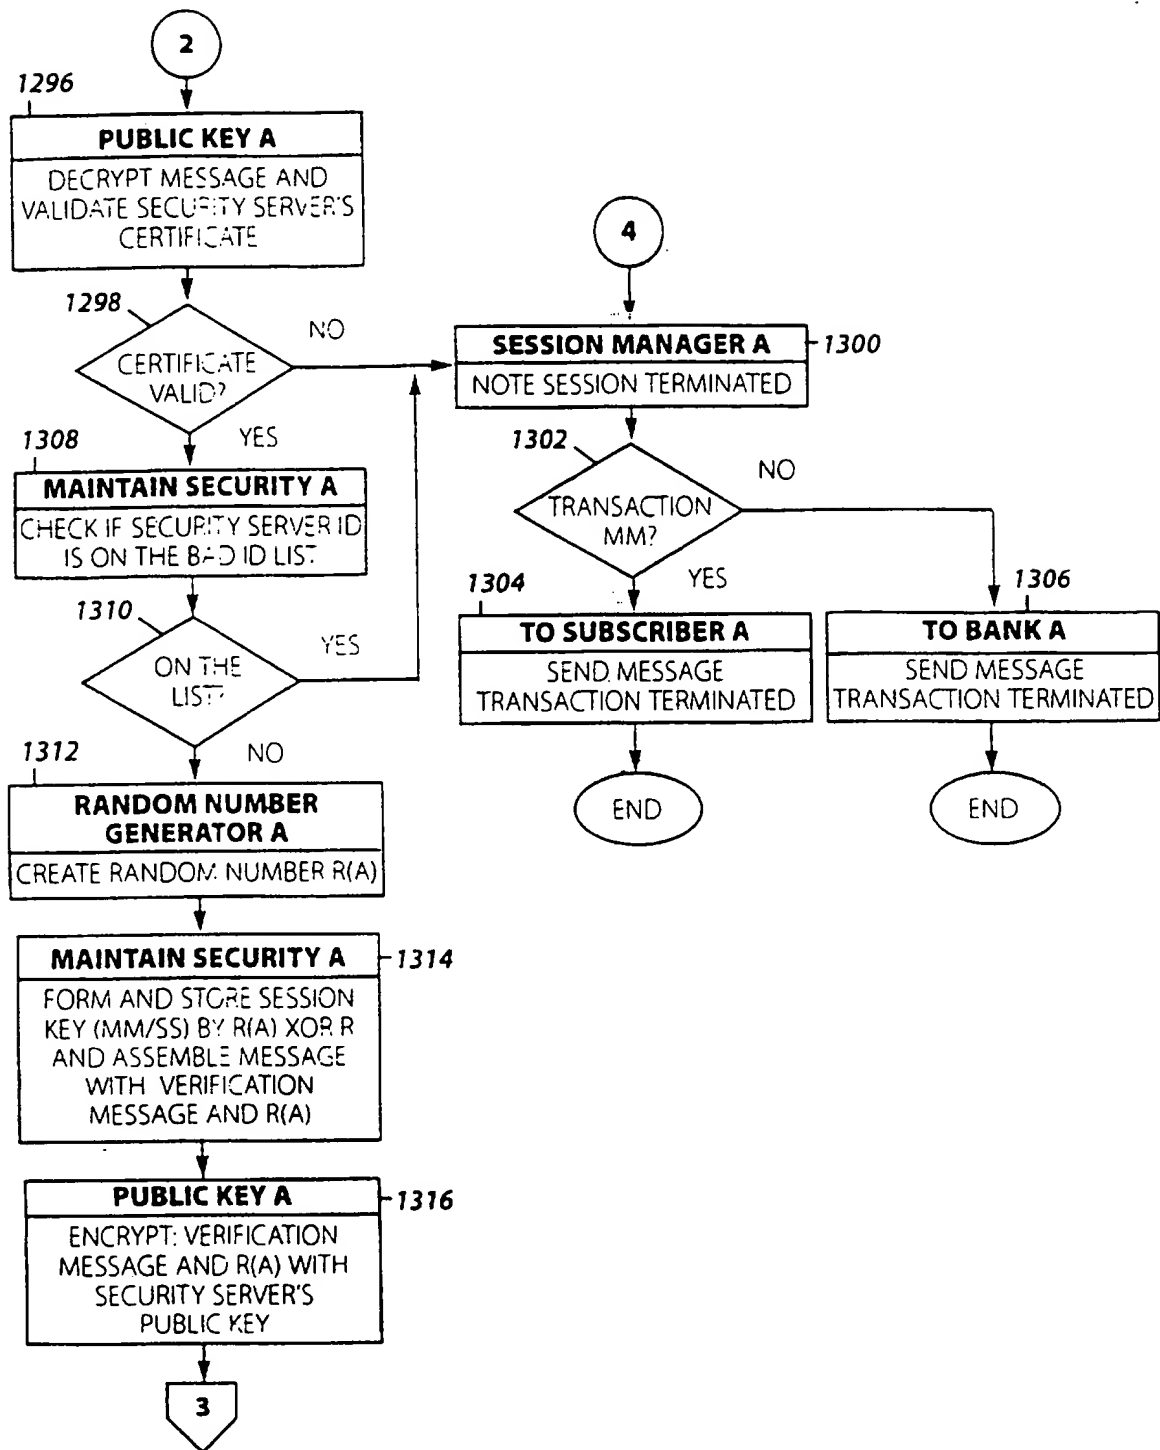 2
1296
PUBLIC KEY A
DECRYPT MESSAGE AND
VALIDATE SECURITY SERVER'S
CERTIFICATE
1298
CERTIFICATE
VALID?
NO
YES
1308
MAINTAIN SECURITY A
CHECK IF SECURITY SERVER ID
IS ON THE BAD ID LIST
1310
ON THE
LIST?
YES
NO
1312
RANDOM NUMBER
GENERATOR A
CREATE RANDOM NUMBER R(A)
MAINTAIN SECURITY A
1314
FORM AND STORE SESSION
KEY (MM/SS) BY R(A) XOR R
AND ASSEMBLE MESSAGE
WITH VERIFICATION
MESSAGE AND R(A)
PUBLIC KEY A
1316
ENCRYPT: VERIFICATION
MESSAGE AND R(A) WITH
SECURITY SERVER'S
PUBLIC KEY
3
4
SESSION MANAGER A
1300
NOTE SESSION TERMINATED
1302
TRANSACTION
MM?
NO
YES
1304
TO SUBSCRIBER A
SEND MESSAGE
TRANSACTION TERMINATED
END
1306
TO BANK A
SEND MESSAGE
TRANSACTION TERMINATED
END